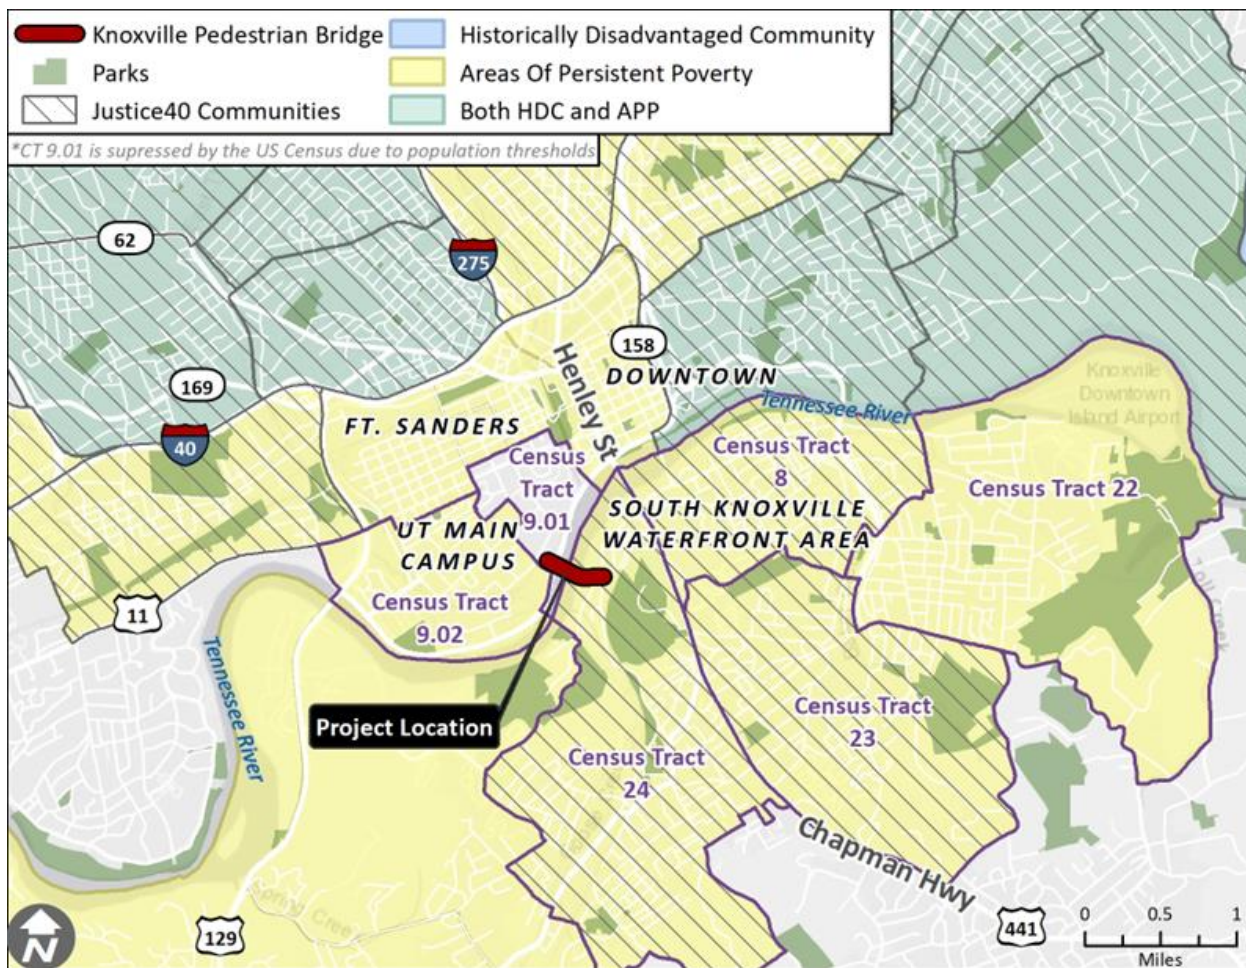 Knoxville Pedestrian Bridge
Historically Disadvantaged Community
Parks
Areas Of Persistent Poverty
Justice40 Communities
Both HDC and APP
*CT 9.01 is supressed by the US Census due to population thresholds
62
275
158
169
40
Henley St
DOWNTOWN
Knoxville
Downtown
Island Airport
Tennessee River
FT. SANDERS
Census
Tract
9.01
Census Tract
8
Census Tract 22
SOUTH KNOXVILLE
WATERFRONT AREA
UT MAIN
CAMPUS
Census Tract
9.02
11
Tennessee River
Project Location
Census Tract
23
Census Tract
24
Chapman Hwy
Spring Creek
129
441
N
0 0.5 1
Miles